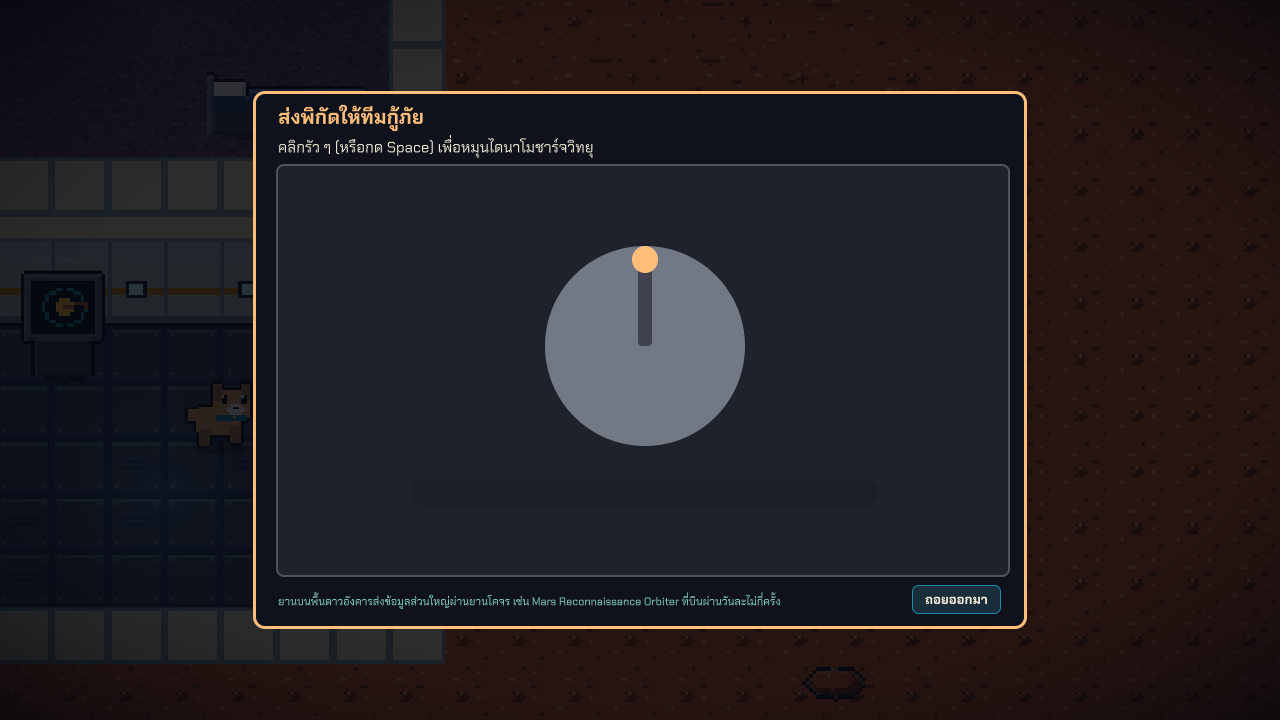 ส่งพิกัดให้ทีมกู้ภัย
คลิกรัว ๆ (หรือกด Space) เพื่อหมุนไดนาโมชาร์จวิทยุ
ยานบนพื้นดาวอังคารส่งข้อมูลส่วนใหญ่ผ่านยานโคจร เช่น Mars Reconnaissance Orbiter ที่บินผ่านวันละไม่กี่ครั้ง
ถอยออกมา